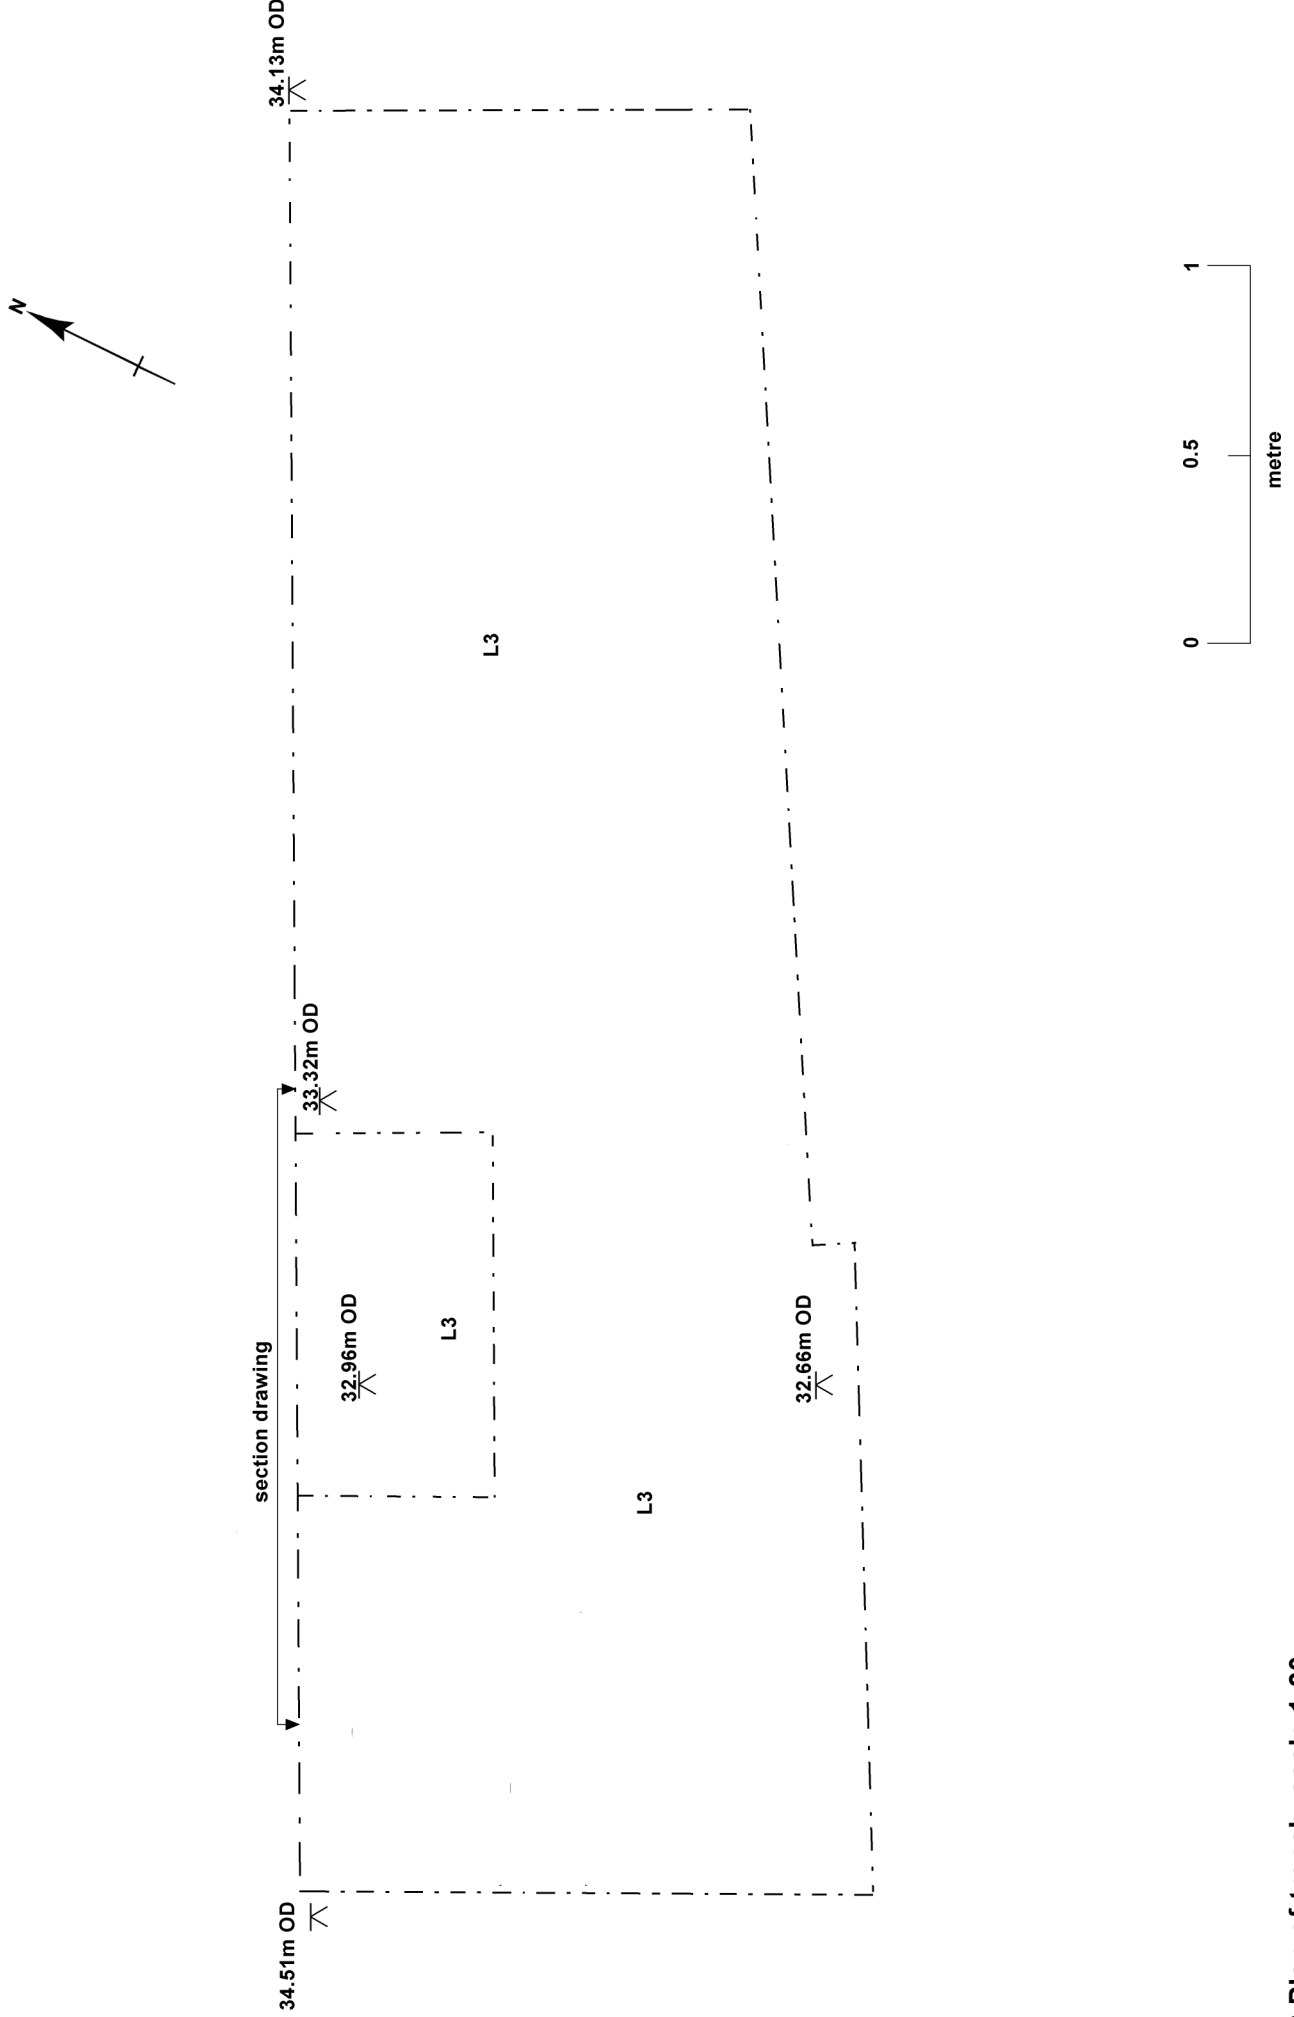 N
34.13m OD
section drawing
34.51m OD
33.32m OD
32.96m OD
L3
L3
L3
32.66m OD
0
0.5
1
metre